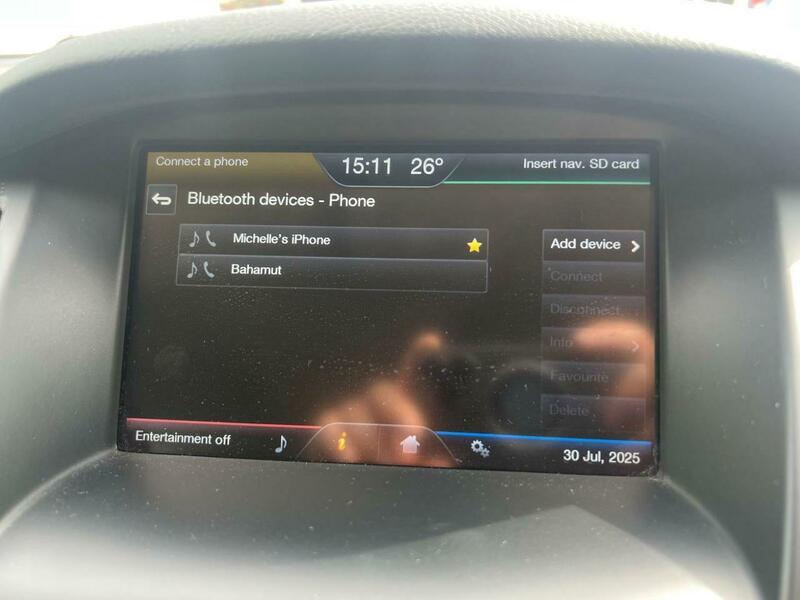 Connect a phone
15:11 26°
Insert nav. SD card
Bluetooth devices - Phone
Michelle's iPhone
Bahamut
Add device
Connect
Disconnect
Info
Favourite
Delete
Entertainment off
30 Jul, 2025